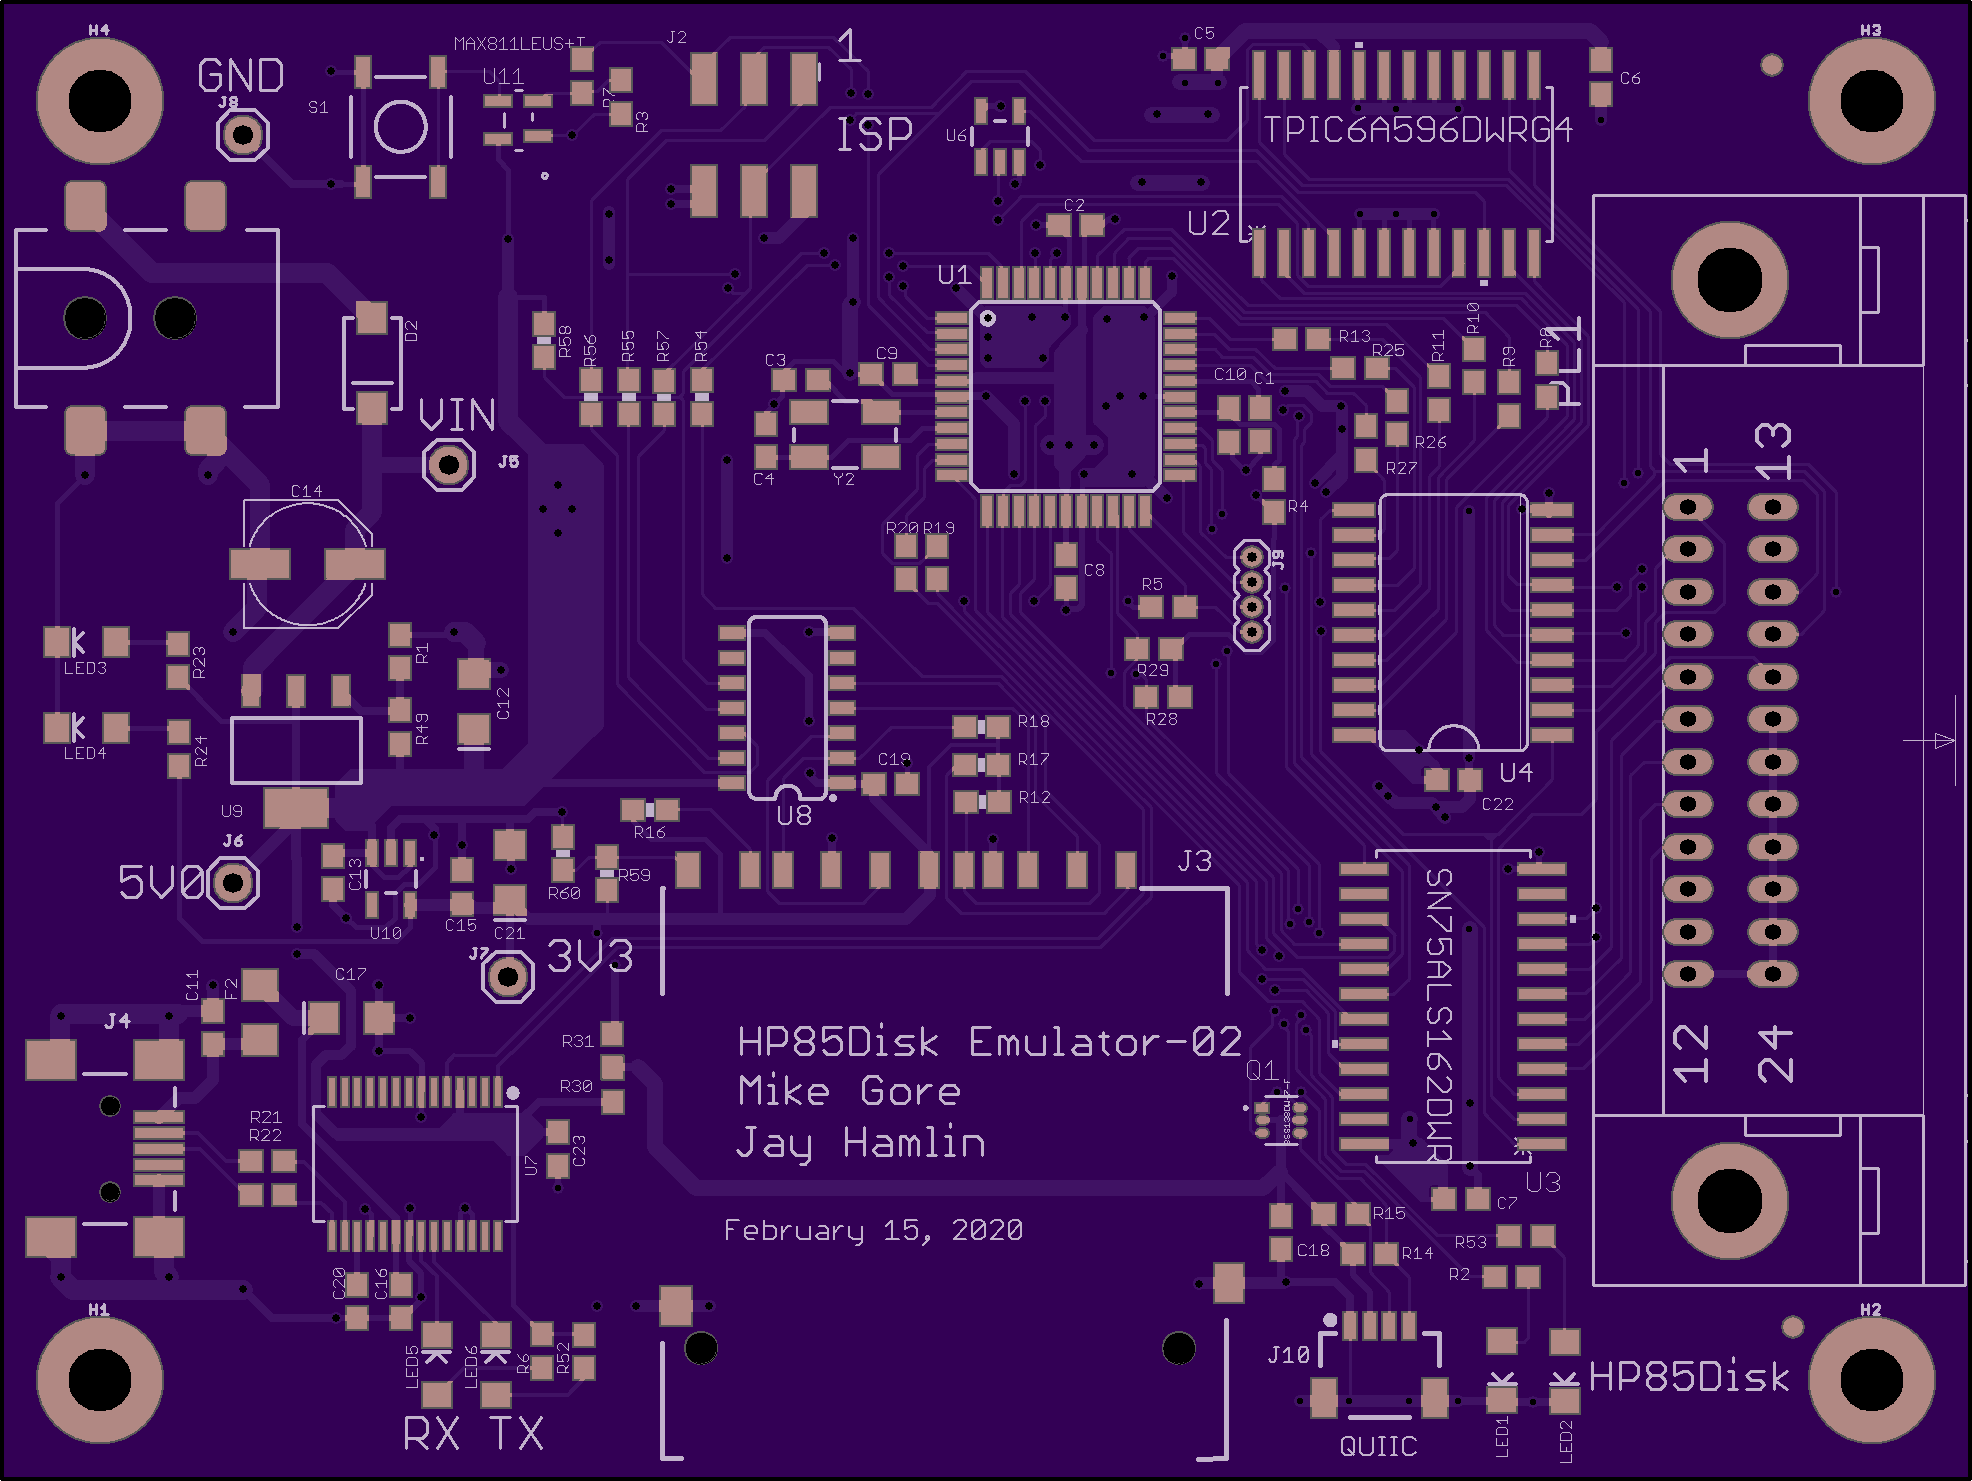 H4
GND
J8
S1
MAX811LEUS+T
U11
R7
R3
J2
1
ISP
C5
C6
H3
U6
TPIC6A596DWRG4
U2
C2
U1
D2
VIN
J5
R58
R56
R55
R57
R54
C3
C9
C4
Y2
C10
C1
R13
R25
R11
R10
R9
R8
PL1
R26
R27
R4
C14
R20
R19
C8
R5
J9
R29
R28
1
13
LED3
R23
R1
C12
LED4
R24
R49
U9
J6
5V0
R18
R17
R12
C19
U8
R16
U4
C22
C13
U10
C15
C21
R60
R59
J3
J7
3V3
SN75ALS162DWR
U3
C11
F2
C17
J4
R31
R30
R21
R22
U7
C23
HP85Disk Emulator-02
Mike Gore
Jay Hamlin
February 15, 2020
Q1
12
24
C7
R15
R14
C18
R53
R2
H1
H2
C20
C16
LED5
LED6
R6
R52
RX TX
J10
QUIIC
LED1
LED2
HP85Disk